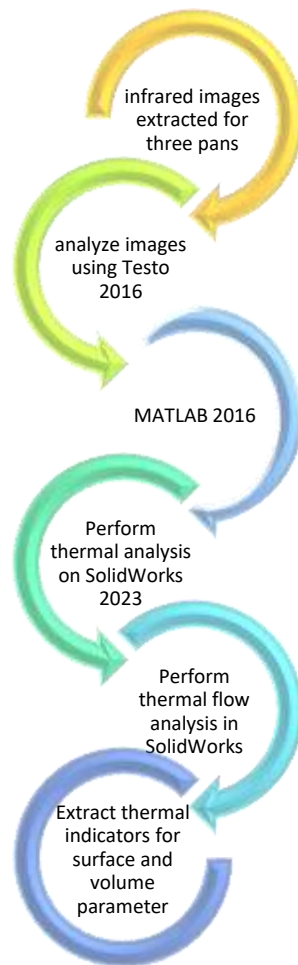 infrared images
extracted for
three pans
analyze images
using Testo
2016
MATLAB 2016
Perform
thermal analysis
on SolidWorks
2023
Perform
thermal flow
analysis in
SolidWorks
Extract thermal
indicators for
surface and
volume
parameter